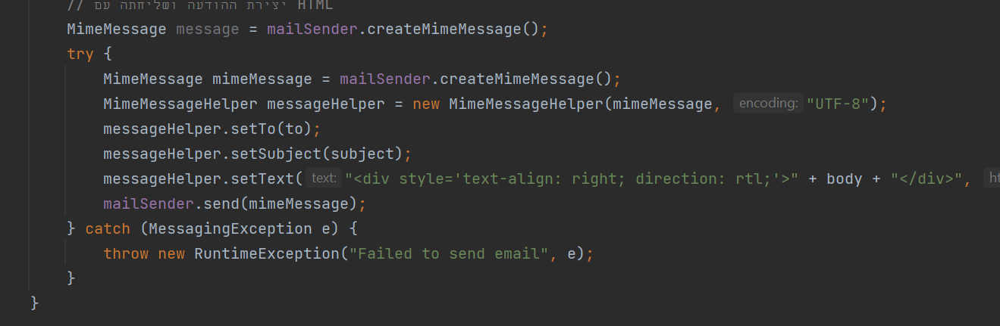 // יצירת ההודעה ושליחתה עם HTML
MimeMessage message = mailSender.createMimeMessage();
try {
MimeMessage mimeMessage = mailSender.createMimeMessage();
MimeMessageHelper messageHelper = new MimeMessageHelper(mimeMessage, encoding: "UTF-8");
messageHelper.setTo(to);
messageHelper.setSubject(subject);
messageHelper.setText( text: "<div style='text-align: right; direction: rtl;'>" + body + "</div>",
mailSender.send(mimeMessage);
} catch (MessagingException e) {
throw new RuntimeException("Failed to send email", e);
}
}